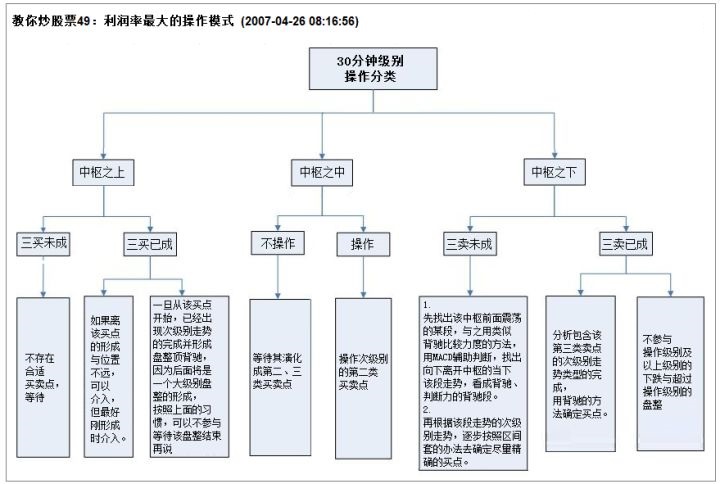 教你炒股票49：利润率最大的操作模式 (2007-04-26 08:16:56)
30分钟级别
操作分类
中枢之上
中枢之中
中枢之下
三买未成
三买已成
不操作
操作
三卖未成
三卖已成
不存在
合适
买卖点，
等待
如果离
该买点
的形成
与位置
不远，
可以
介入，
但最好
刚形成
时介入。
一旦从该买点
开始，已经出
现次级别走势
的完成并形成
盘整顶背驰，
因为后面将是
一个大级别盘
整的形成，
按照上面的习
惯，可以不参与
等待该盘整结束
再说
等待其演化
成第二、三
类买卖点
操作次级别
的第二类
买卖点
1.
先找出该中枢前面震荡
的某段，与之用类似
背驰比较力度的方法，
用MACD辅助判断，找出
向下离开中枢的当下
该段走势，看成背驰、
判断力的背驰段。
2.
再根据该段走势的次级
别走势，逐步按照区间
套的办法去确定尽量精
确的买点。
分析包含该
第三类卖点
的次级别走
势类型的完
成，
用背驰的方
法确定买点。
不参与
操作级别及
以上级别的
下跌与超过
操作级别的
盘整